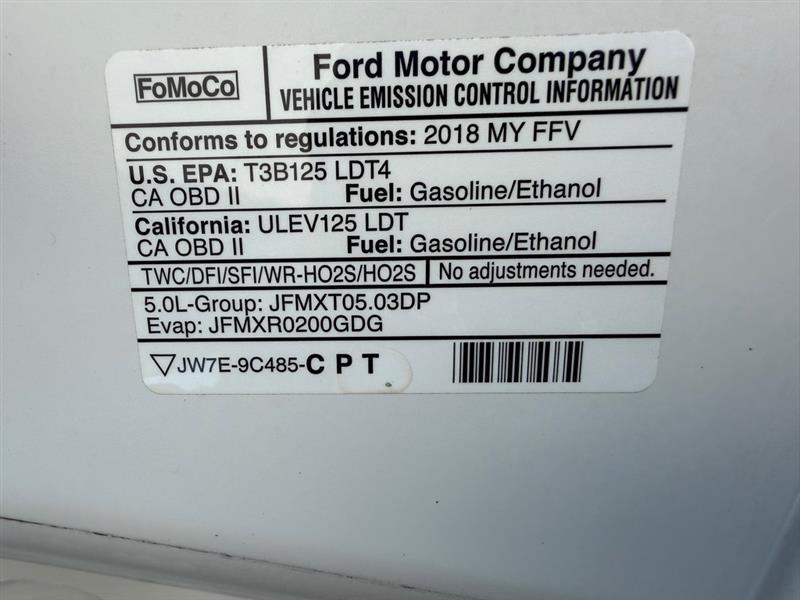 FoMoCo
Ford Motor Company
VEHICLE EMISSION CONTROL INFORMATION
Conforms to regulations: 2018 MY FFV
U.S. EPA: T3B125 LDT4
CA OBD II Fuel: Gasoline/Ethanol
California: ULEV125 LDT
CA OBD II Fuel: Gasoline/Ethanol
TWC/DFI/SFI/WR-HO2S/HO2S No adjustments needed.
5.0L-Group: JFMXT05.03DP
Evap: JFMXR0200GDG
JW7E-9C485-C P T